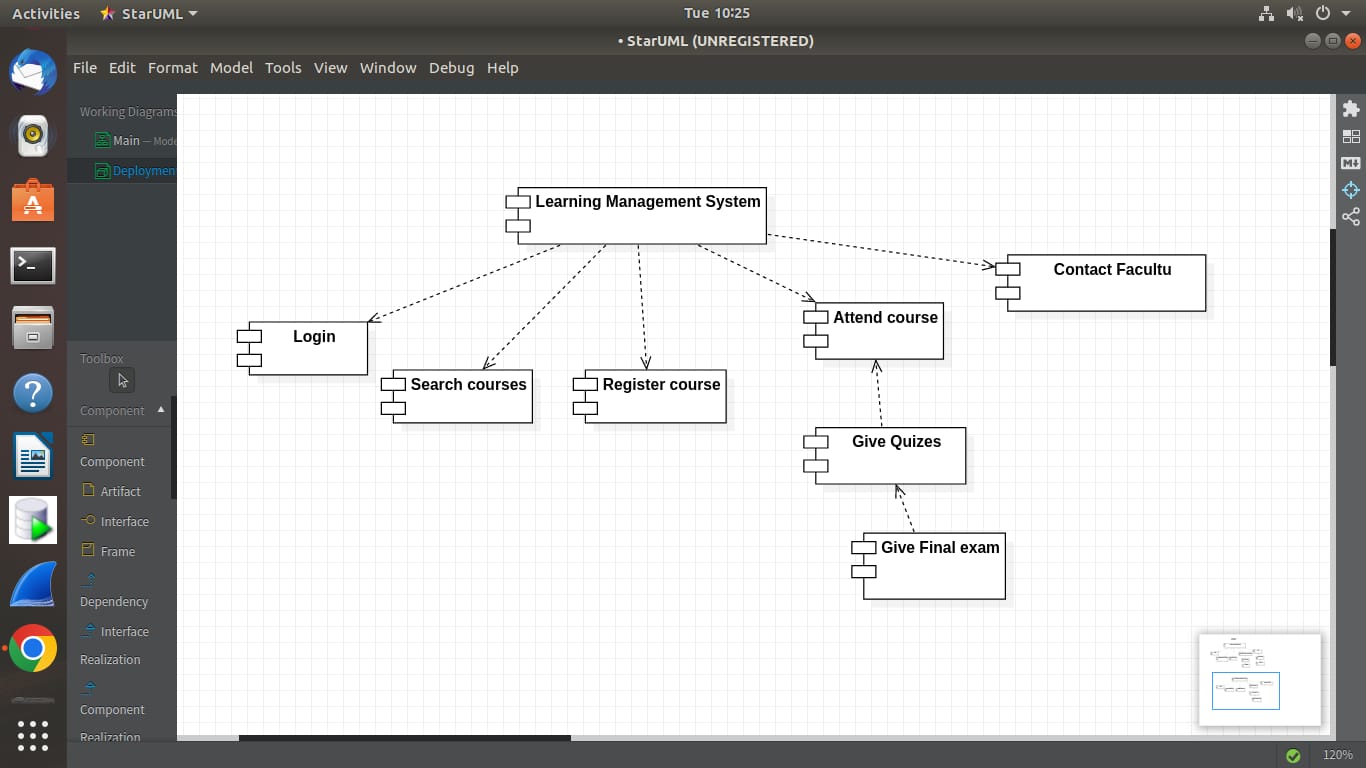 Activities StarUML Tue 10:25
• StarUML (UNREGISTERED)
File Edit Format Model Tools View Window Debug Help
Working Diagrams
Main — Mode
Deploymen
Learning Management System
Contact Facultu
Attend course
Login
Search courses
Register course
Give Quizes
Give Final exam
Toolbox
Component
Component
Artifact
Interface
Frame
Dependency
Interface
Realization
Component
Realization
M+
120%